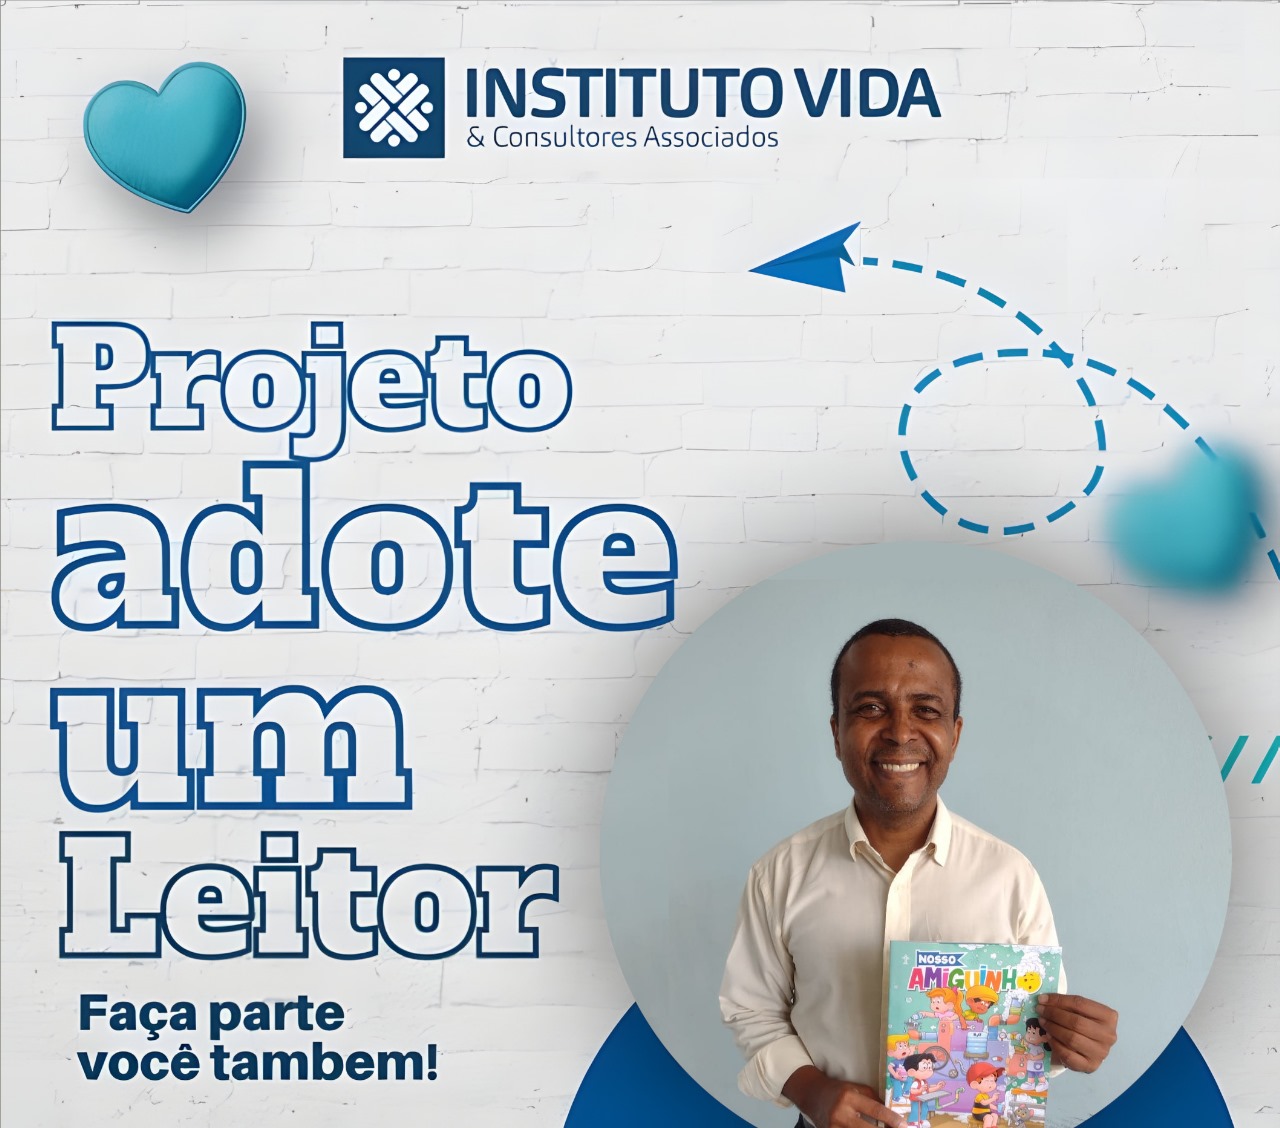 INSTITUTO VIDA
& Consultores Associados
Projeto
adote
um
Leitor
Faça parte
você tambem!
NOSSO
AMIGUINHO